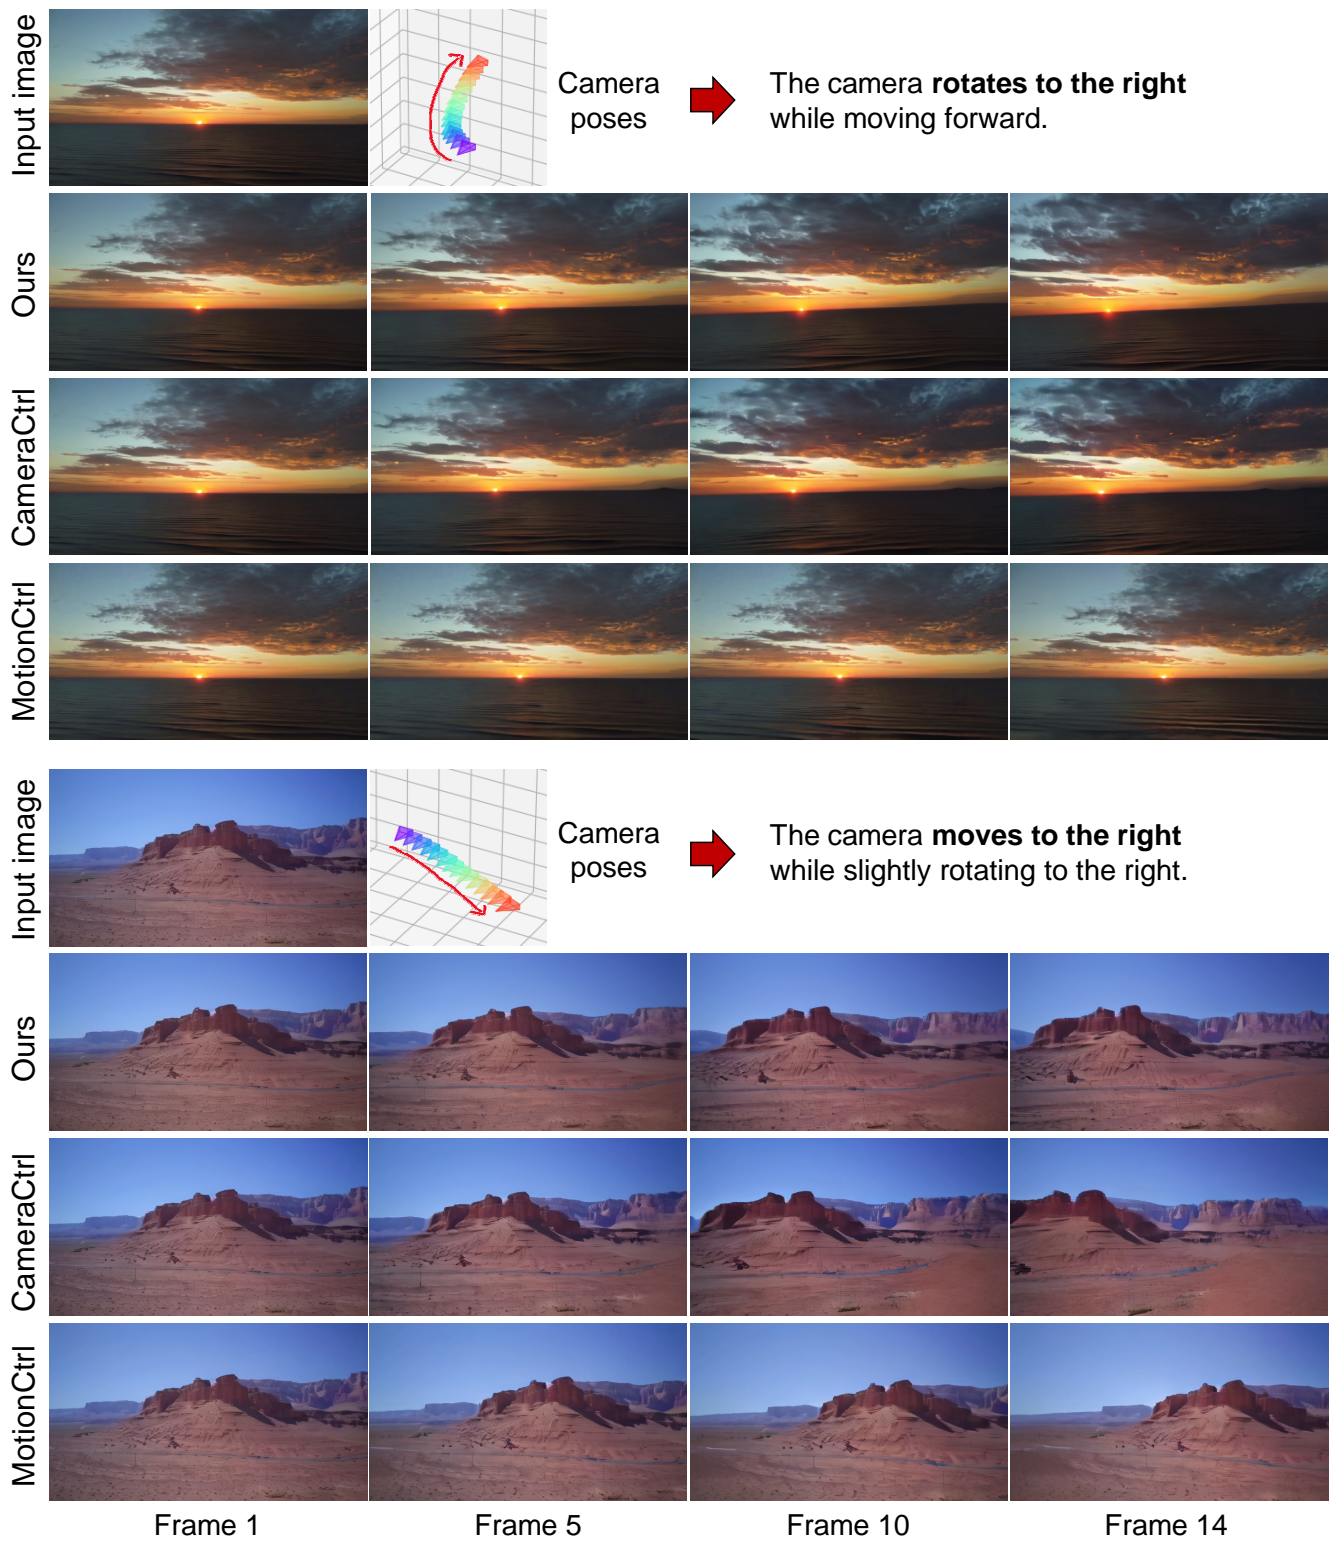 Input image
Camera
poses
The camera rotates to the right
while moving forward.
Ours
CameraCtrl
MotionCtrl
Input image
Camera
poses
The camera moves to the right
while slightly rotating to the right.
Ours
CameraCtrl
MotionCtrl
Frame 1
Frame 5
Frame 10
Frame 14